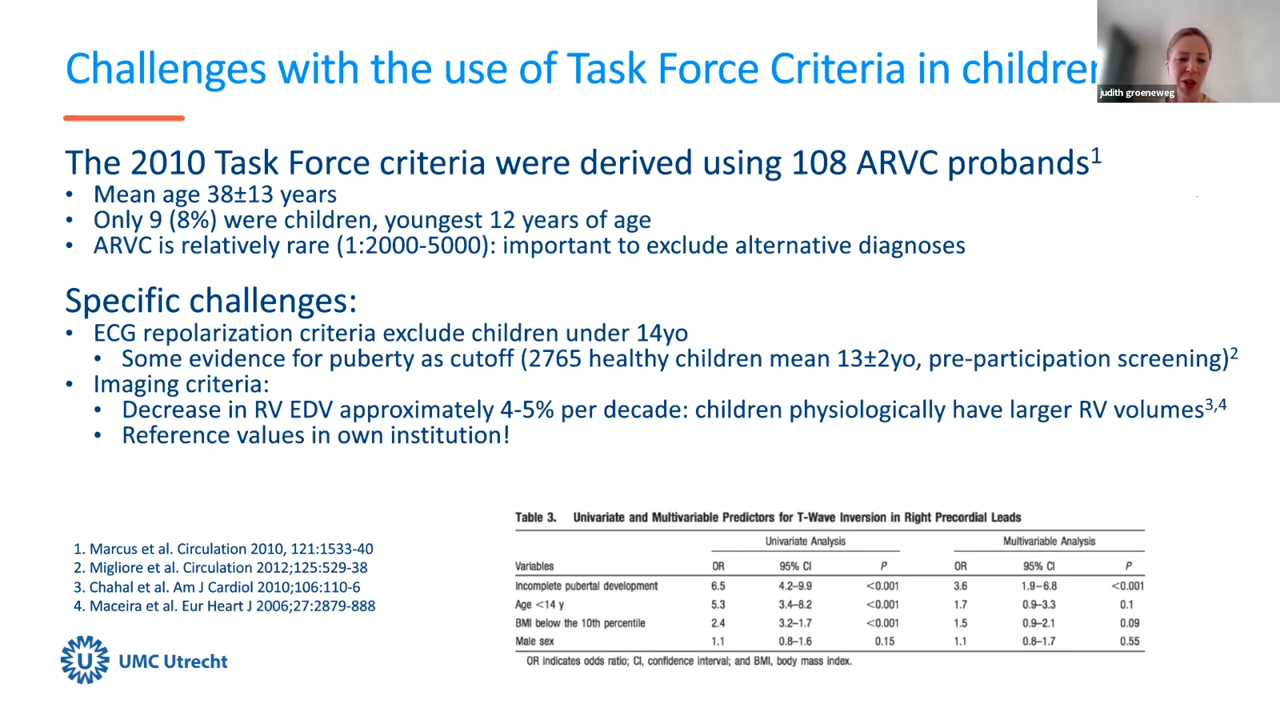 Challenges with the use of Task Force Criteria in children
judith groeneweg
The 2010 Task Force criteria were derived using 108 ARVC probands1
• Mean age 38±13 years
• Only 9 (8%) were children, youngest 12 years of age
• ARVC is relatively rare (1:2000-5000): important to exclude alternative diagnoses
Specific challenges:
• ECG repolarization criteria exclude children under 14yo
• Some evidence for puberty as cutoff (2765 healthy children mean 13±2yo, pre-participation screening)2
• Imaging criteria:
• Decrease in RV EDV approximately 4-5% per decade: children physiologically have larger RV volumes3,4
• Reference values in own institution!
Table 3. Univariate and Multivariable Predictors for T-Wave Inversion in Right Precordial Leads
Univariate Analysis Multivariable Analysis
Variables OR 95% CI P OR 95% CI P
Incomplete pubertal development 6.5 4.2–9.9 <0.001 3.6 1.9–6.8 <0.001
Age <14 y 5.3 3.4–8.2 <0.001 1.7 0.9–3.3 0.1
BMI below the 10th percentile 2.4 3.2–1.7 <0.001 1.5 0.9–2.1 0.09
Male sex 1.1 0.8–1.6 0.15 1.1 0.8–1.7 0.55
OR indicates odds ratio; CI, confidence interval; and BMI, body mass index.
1. Marcus et al. Circulation 2010, 121:1533-40
2. Migliore et al. Circulation 2012;125:529-38
3. Chahal et al. Am J Cardiol 2010;106:110-6
4. Maceira et al. Eur Heart J 2006;27:2879-888
UMC Utrecht